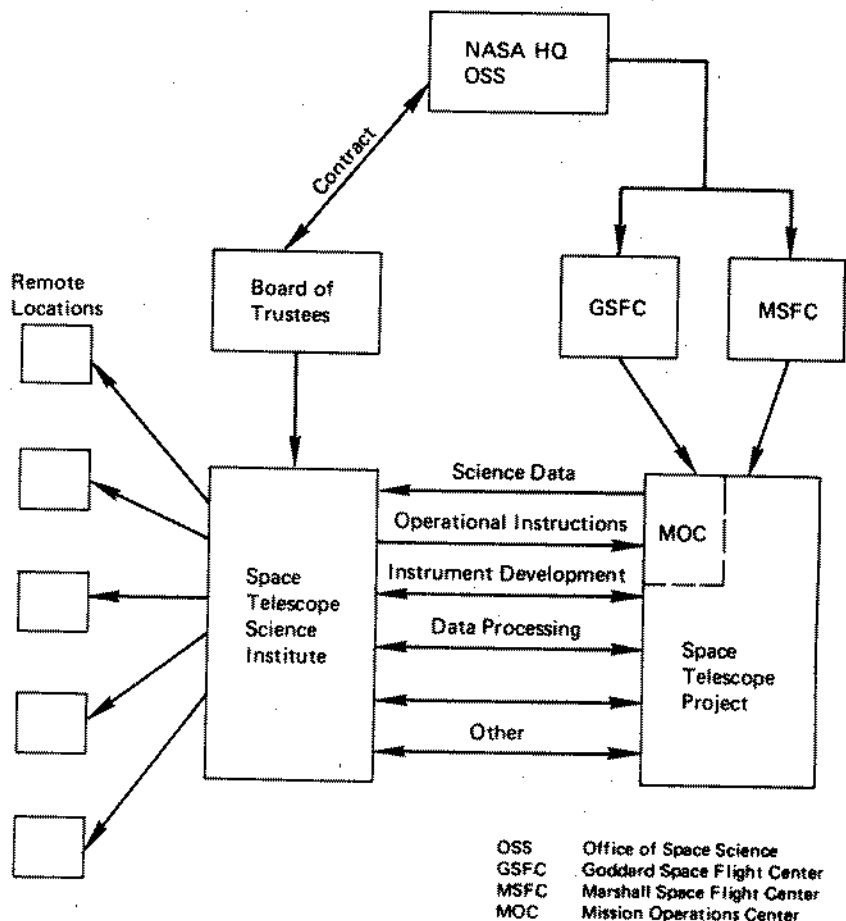 NASA HQ
OSS
Contract
Remote
Locations
Board of
Trustees
GSFC
MSFC
Science Data
Operational Instructions
MOC
Instrument Development
Space
Telescope
Science
Institute
Data Processing
Space
Telescope
Project
Other
OSS Office of Space Science
GSFC Goddard Space Flight Center
MSFC Marshall Space Flight Center
MOC Mission Operations Center